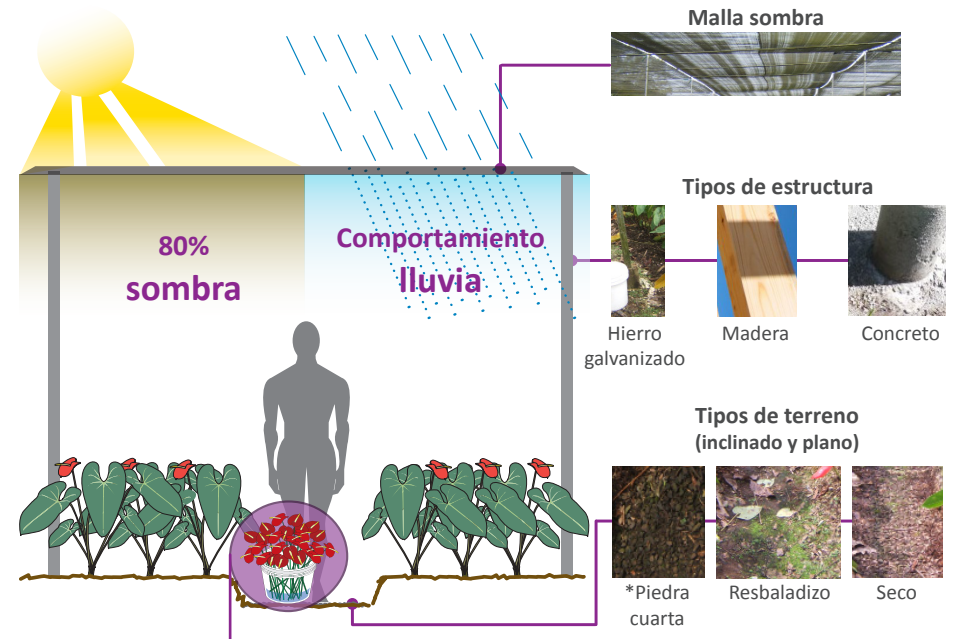 Malla sombra
80%
sombra
Comportamiento
lluvia
Tipos de estructura
Hierro
galvanizado
Madera
Concreto
Tipos de terreno
(inclinado y plano)
*Piedra
cuarta
Resbaladizo
Seco